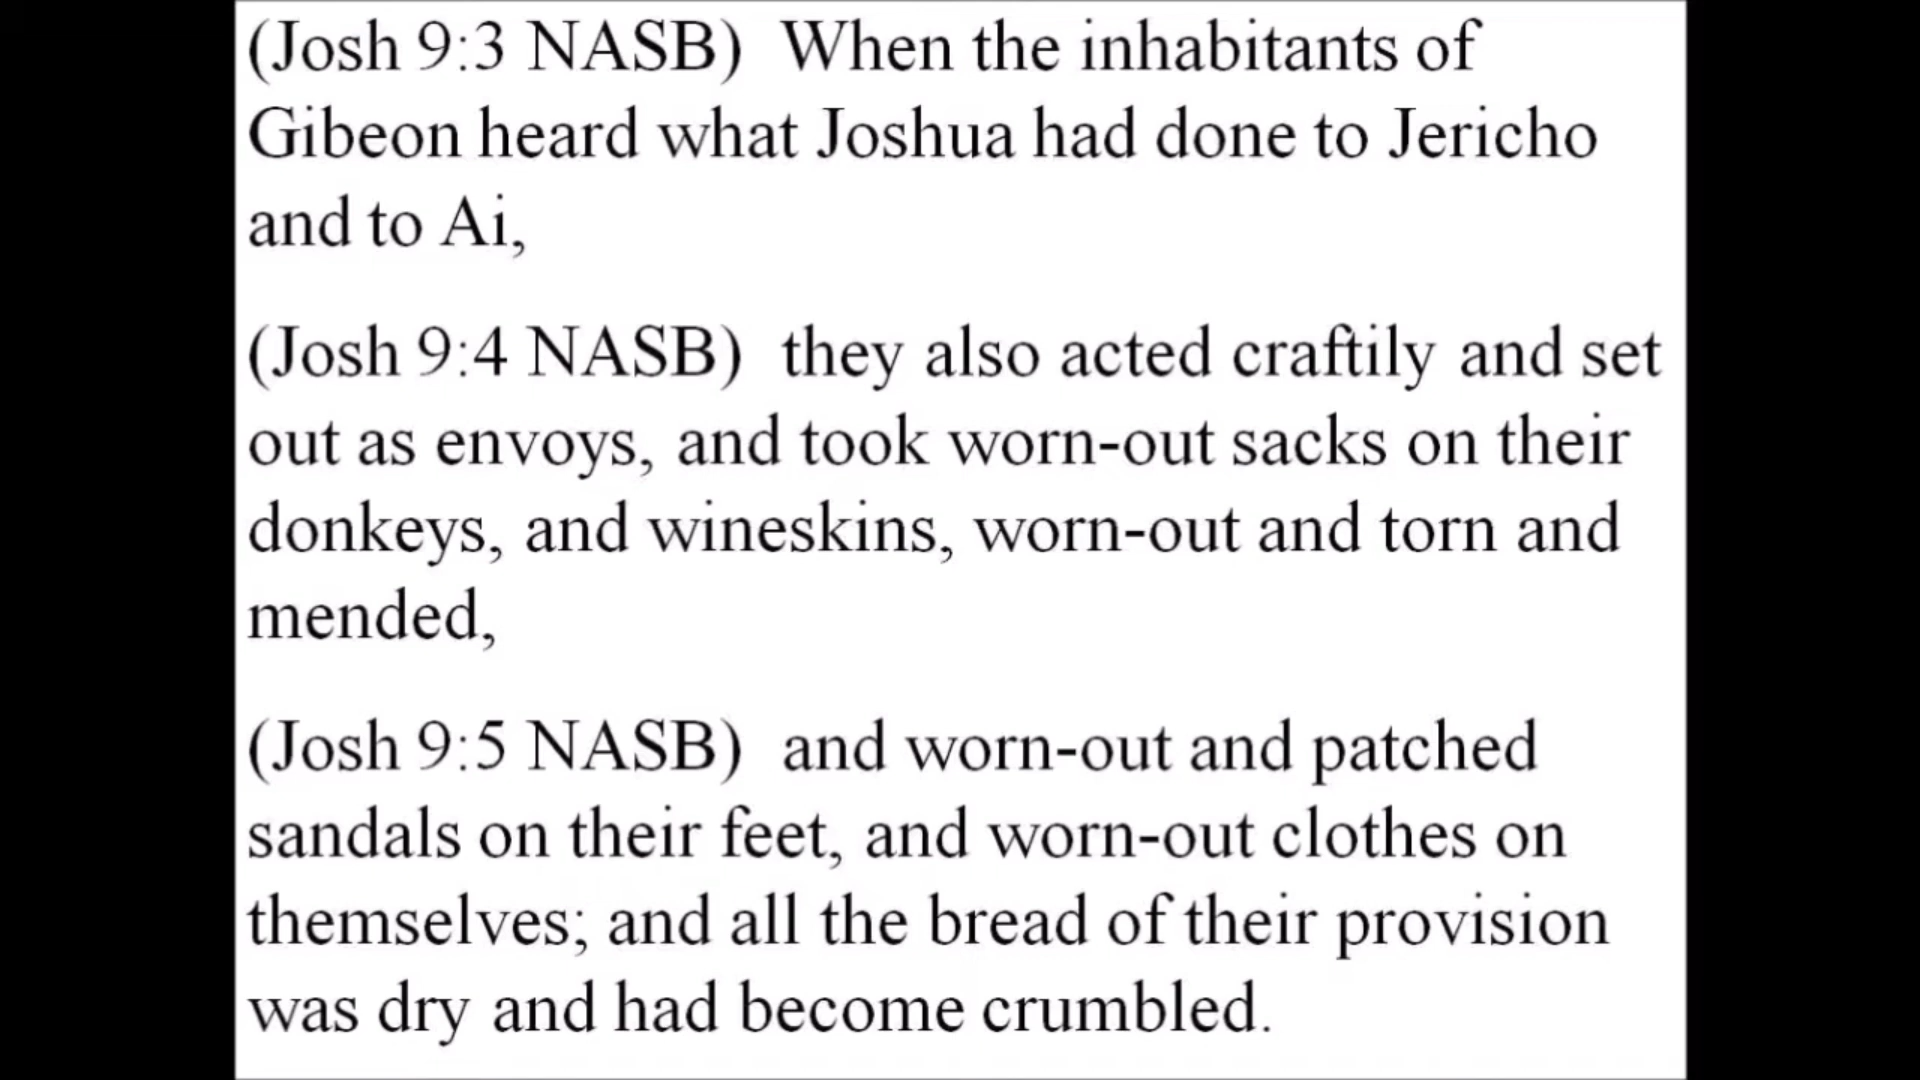 (Josh 9:3 NASB)  When the inhabitants of
Gibeon heard what Joshua had done to Jericho
and to Ai,
(Josh 9:4 NASB)  they also acted craftily and set
out as envoys, and took worn-out sacks on their
donkeys, and wineskins, worn-out and torn and
mended,
(Josh 9:5 NASB)  and worn-out and patched
sandals on their feet, and worn-out clothes on
themselves; and all the bread of their provision
was dry and had become crumbled.